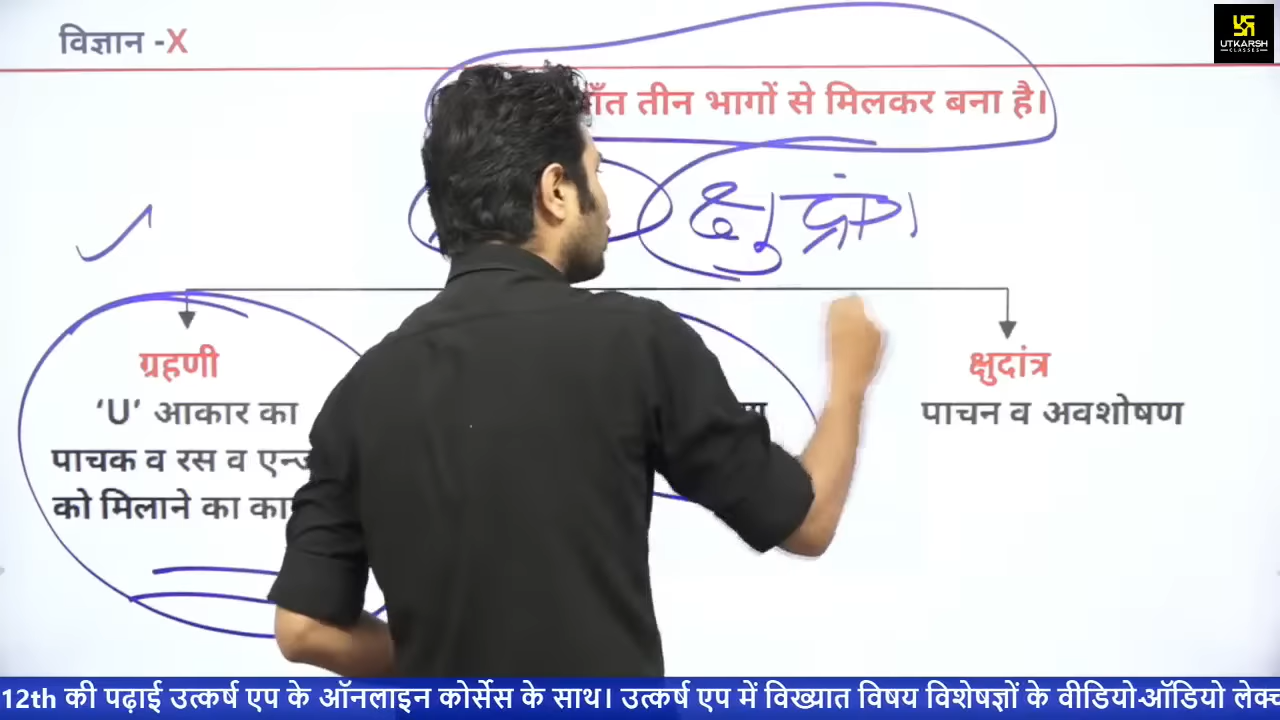 विज्ञान -X
UTKARSH
CLASSES
तीन भागों से मिलकर बना है।
ग्रहणी
‘U’ आकार का
पाचक व रस व
को मिलाने का
क्षुदांत्र
पाचन व अवशोषण
12th की पढ़ाई उत्कर्ष एप के ऑनलाइन कोर्सेस के साथ। उत्कर्ष एप में विख्यात विषय विशेषज्ञों के वीडियो-ऑडियो